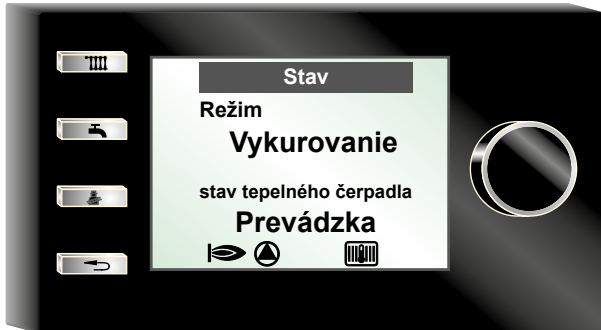 Stav
Režim
Vykurovanie
stav tepelného čerpadla
Prevádzka